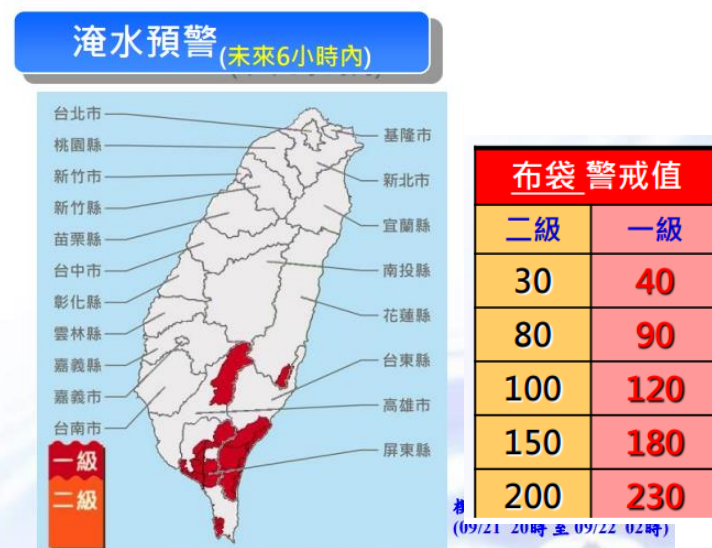 淹水預警(未來6小時內)
台北市
桃園縣
新竹市
新竹縣
苗栗縣
台中市
彰化縣
雲林縣
嘉義縣
嘉義市
台南市
基隆市
新北市
宜蘭縣
南投縣
花蓮縣
台東縣
高雄市
屏東縣
一級
二級
布袋 警戒值
二級 一級
30 40
80 90
100 120
150 180
200 230
(09/21 20時至09/22 02時)